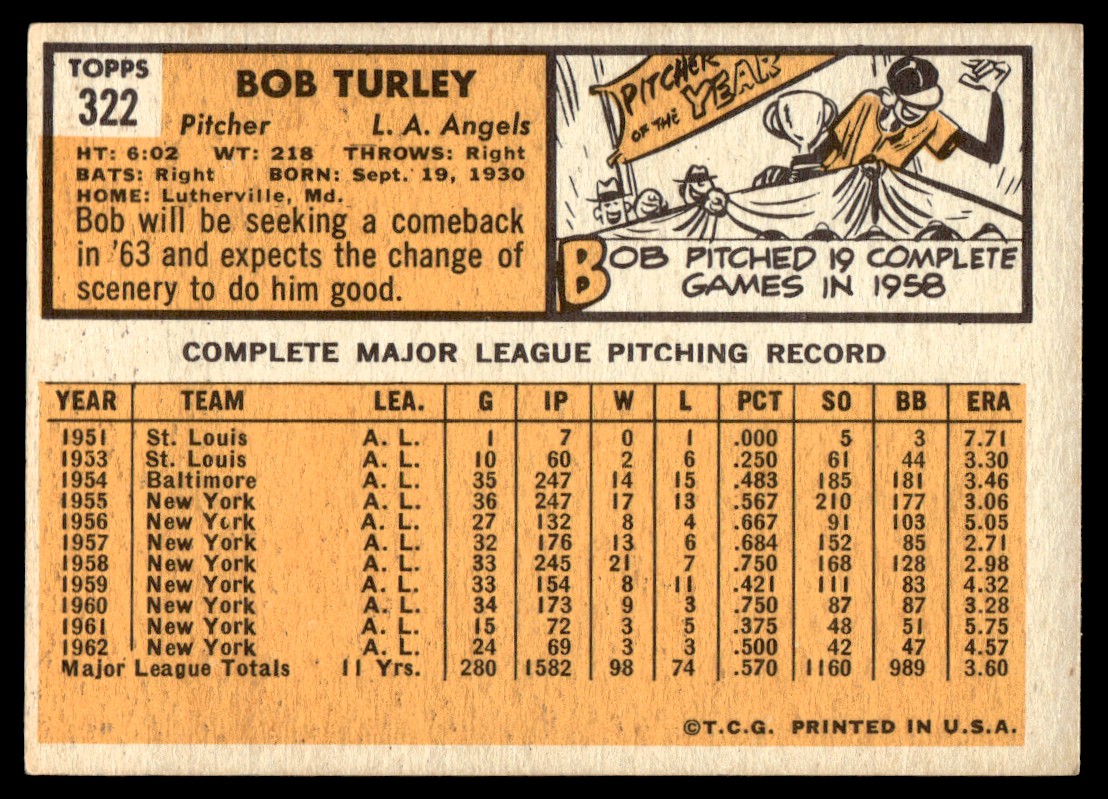 TOPPS
322
BOB TURLEY
Pitcher L. A. Angels
HT: 6:02 WT: 218 THROWS: Right
BATS: Right BORN: Sept. 19, 1930
HOME: Lutherville, Md.
Bob will be seeking a comeback
in '63 and expects the change of
scenery to do him good.
PITCHER
OF THE YEAR
BOB PITCHED 19 COMPLETE
GAMES IN 1958
COMPLETE MAJOR LEAGUE PITCHING RECORD
YEAR TEAM LEA. G IP W L PCT SO BB ERA
1951 St. Louis A. L. 1 7 0 1 .000 5 3 7.71
1953 St. Louis A. L. 10 60 2 6 .250 61 44 3.30
1954 Baltimore A. L. 35 247 14 15 .483 185 181 3.46
1955 New York A. L. 36 247 17 13 .567 210 177 3.06
1956 New York A. L. 27 132 8 4 .667 91 103 5.05
1957 New York A. L. 32 176 13 6 .684 152 85 2.71
1958 New York A. L. 33 245 21 7 .750 168 128 2.98
1959 New York A. L. 33 154 8 11 .421 111 83 4.32
1960 New York A. L. 34 173 9 3 .750 87 87 3.28
1961 New York A. L. 15 72 3 5 .375 48 51 5.75
1962 New York A. L. 24 69 3 3 .500 42 47 4.57
Major League Totals 11 Yrs. 280 1582 98 74 .570 1160 989 3.60
©T.C.G. PRINTED IN U.S.A.